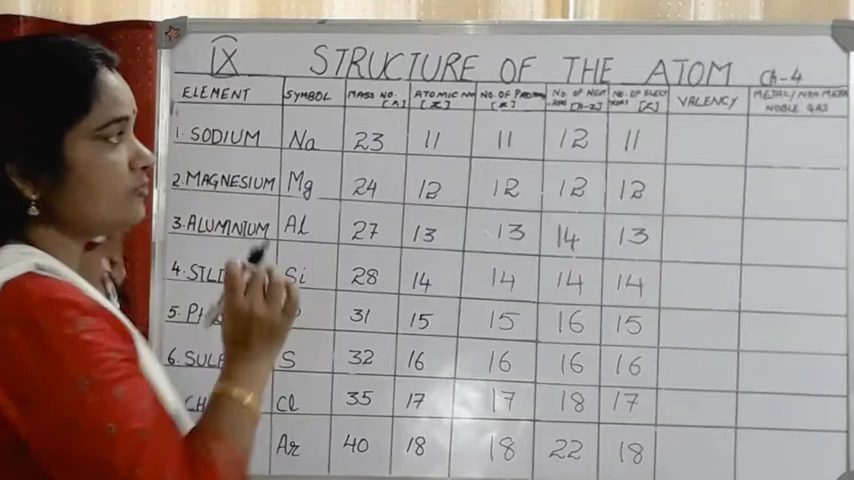 IX STRUCTURE OF THE ATOM Ch-4
ELEMENT SYMBOL MASS NO. [A] ATOMIC NO [Z] NO. OF PROTONS [Z] NO. OF [A-Z] NO. OF VALENCY METAL/NON METAL NOBLE GAS
1. SODIUM Na 23 11 11 12 11
2. MAGNESIUM Mg 24 12 12 12 12
3. ALUMINIUM Al 27 13 13 14 13
4. Si 28 14 14 14 14
5. 31 15 15 16 15
6. S 32 16 16 16 16
Cl 35 17 17 18 17
Ar 40 18 18 22 18